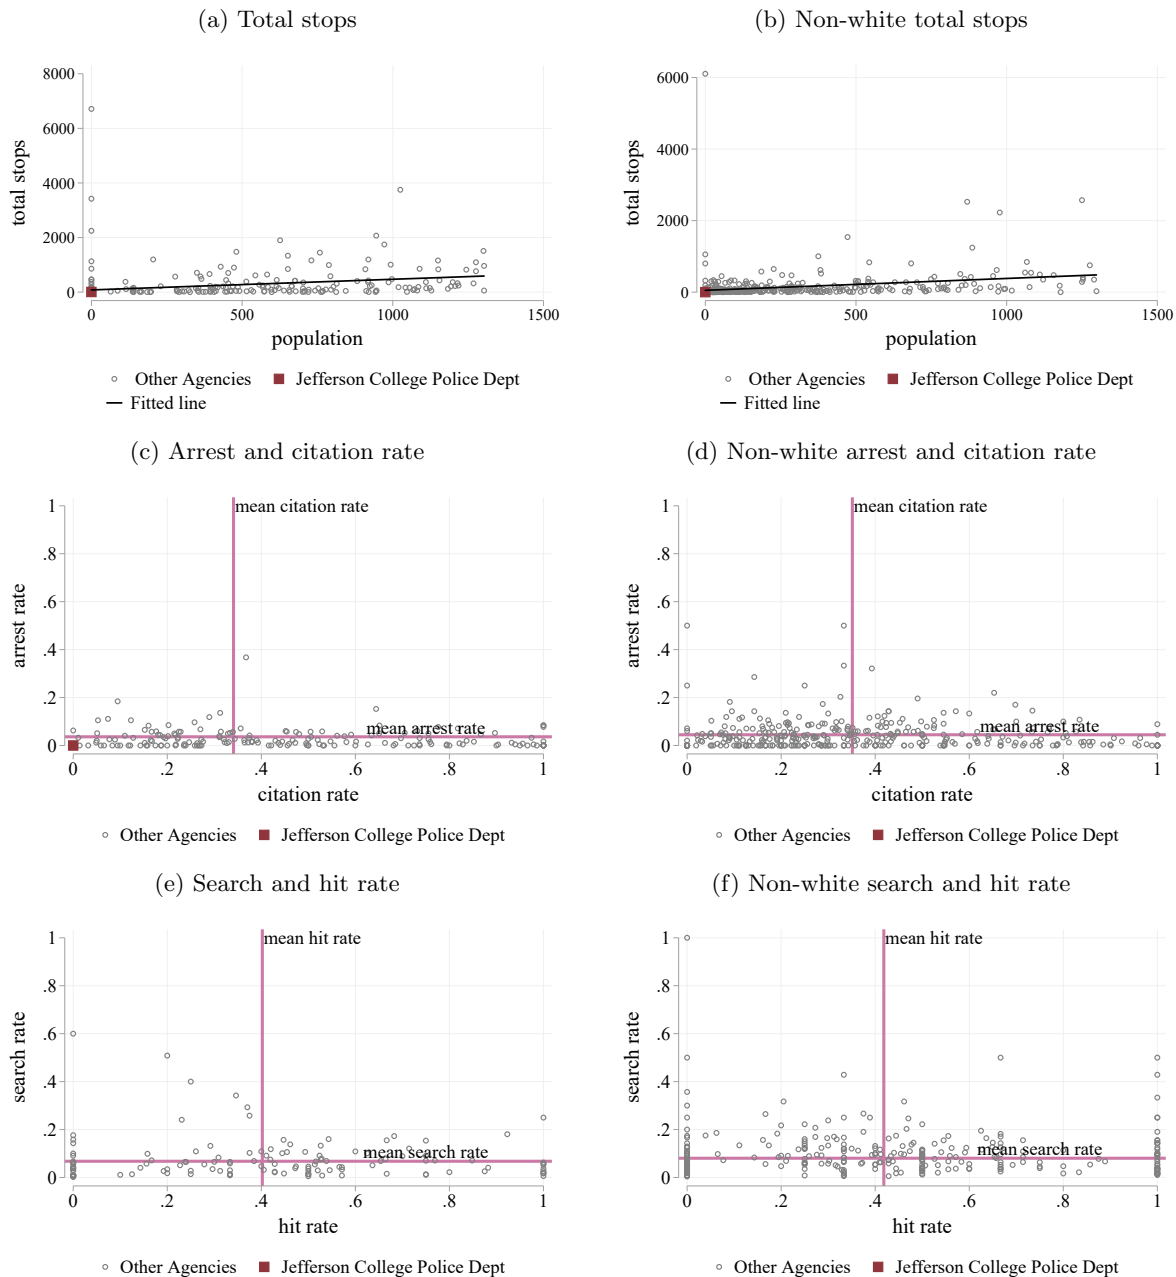 (a) Total stops
8000
6000
4000
2000
0
total stops
0 500 1000 1500
population
Other Agencies Jefferson College Police Dept
Fitted line
(b) Non-white total stops
6000
4000
2000
0
total stops
0 500 1000 1500
population
Other Agencies Jefferson College Police Dept
Fitted line
(c) Arrest and citation rate
mean citation rate
1
.8
.6
.4
.2
0
arrest rate
mean arrest rate
0 .2 .4 .6 .8 1
citation rate
Other Agencies Jefferson College Police Dept
(d) Non-white arrest and citation rate
mean citation rate
1
.8
.6
.4
.2
0
arrest rate
mean arrest rate
0 .2 .4 .6 .8 1
citation rate
Other Agencies Jefferson College Police Dept
(e) Search and hit rate
mean hit rate
1
.8
.6
.4
.2
0
search rate
mean search rate
0 .2 .4 .6 .8 1
hit rate
Other Agencies Jefferson College Police Dept
(f) Non-white search and hit rate
mean hit rate
1
.8
.6
.4
.2
0
search rate
mean search rate
0 .2 .4 .6 .8 1
hit rate
Other Agencies Jefferson College Police Dept